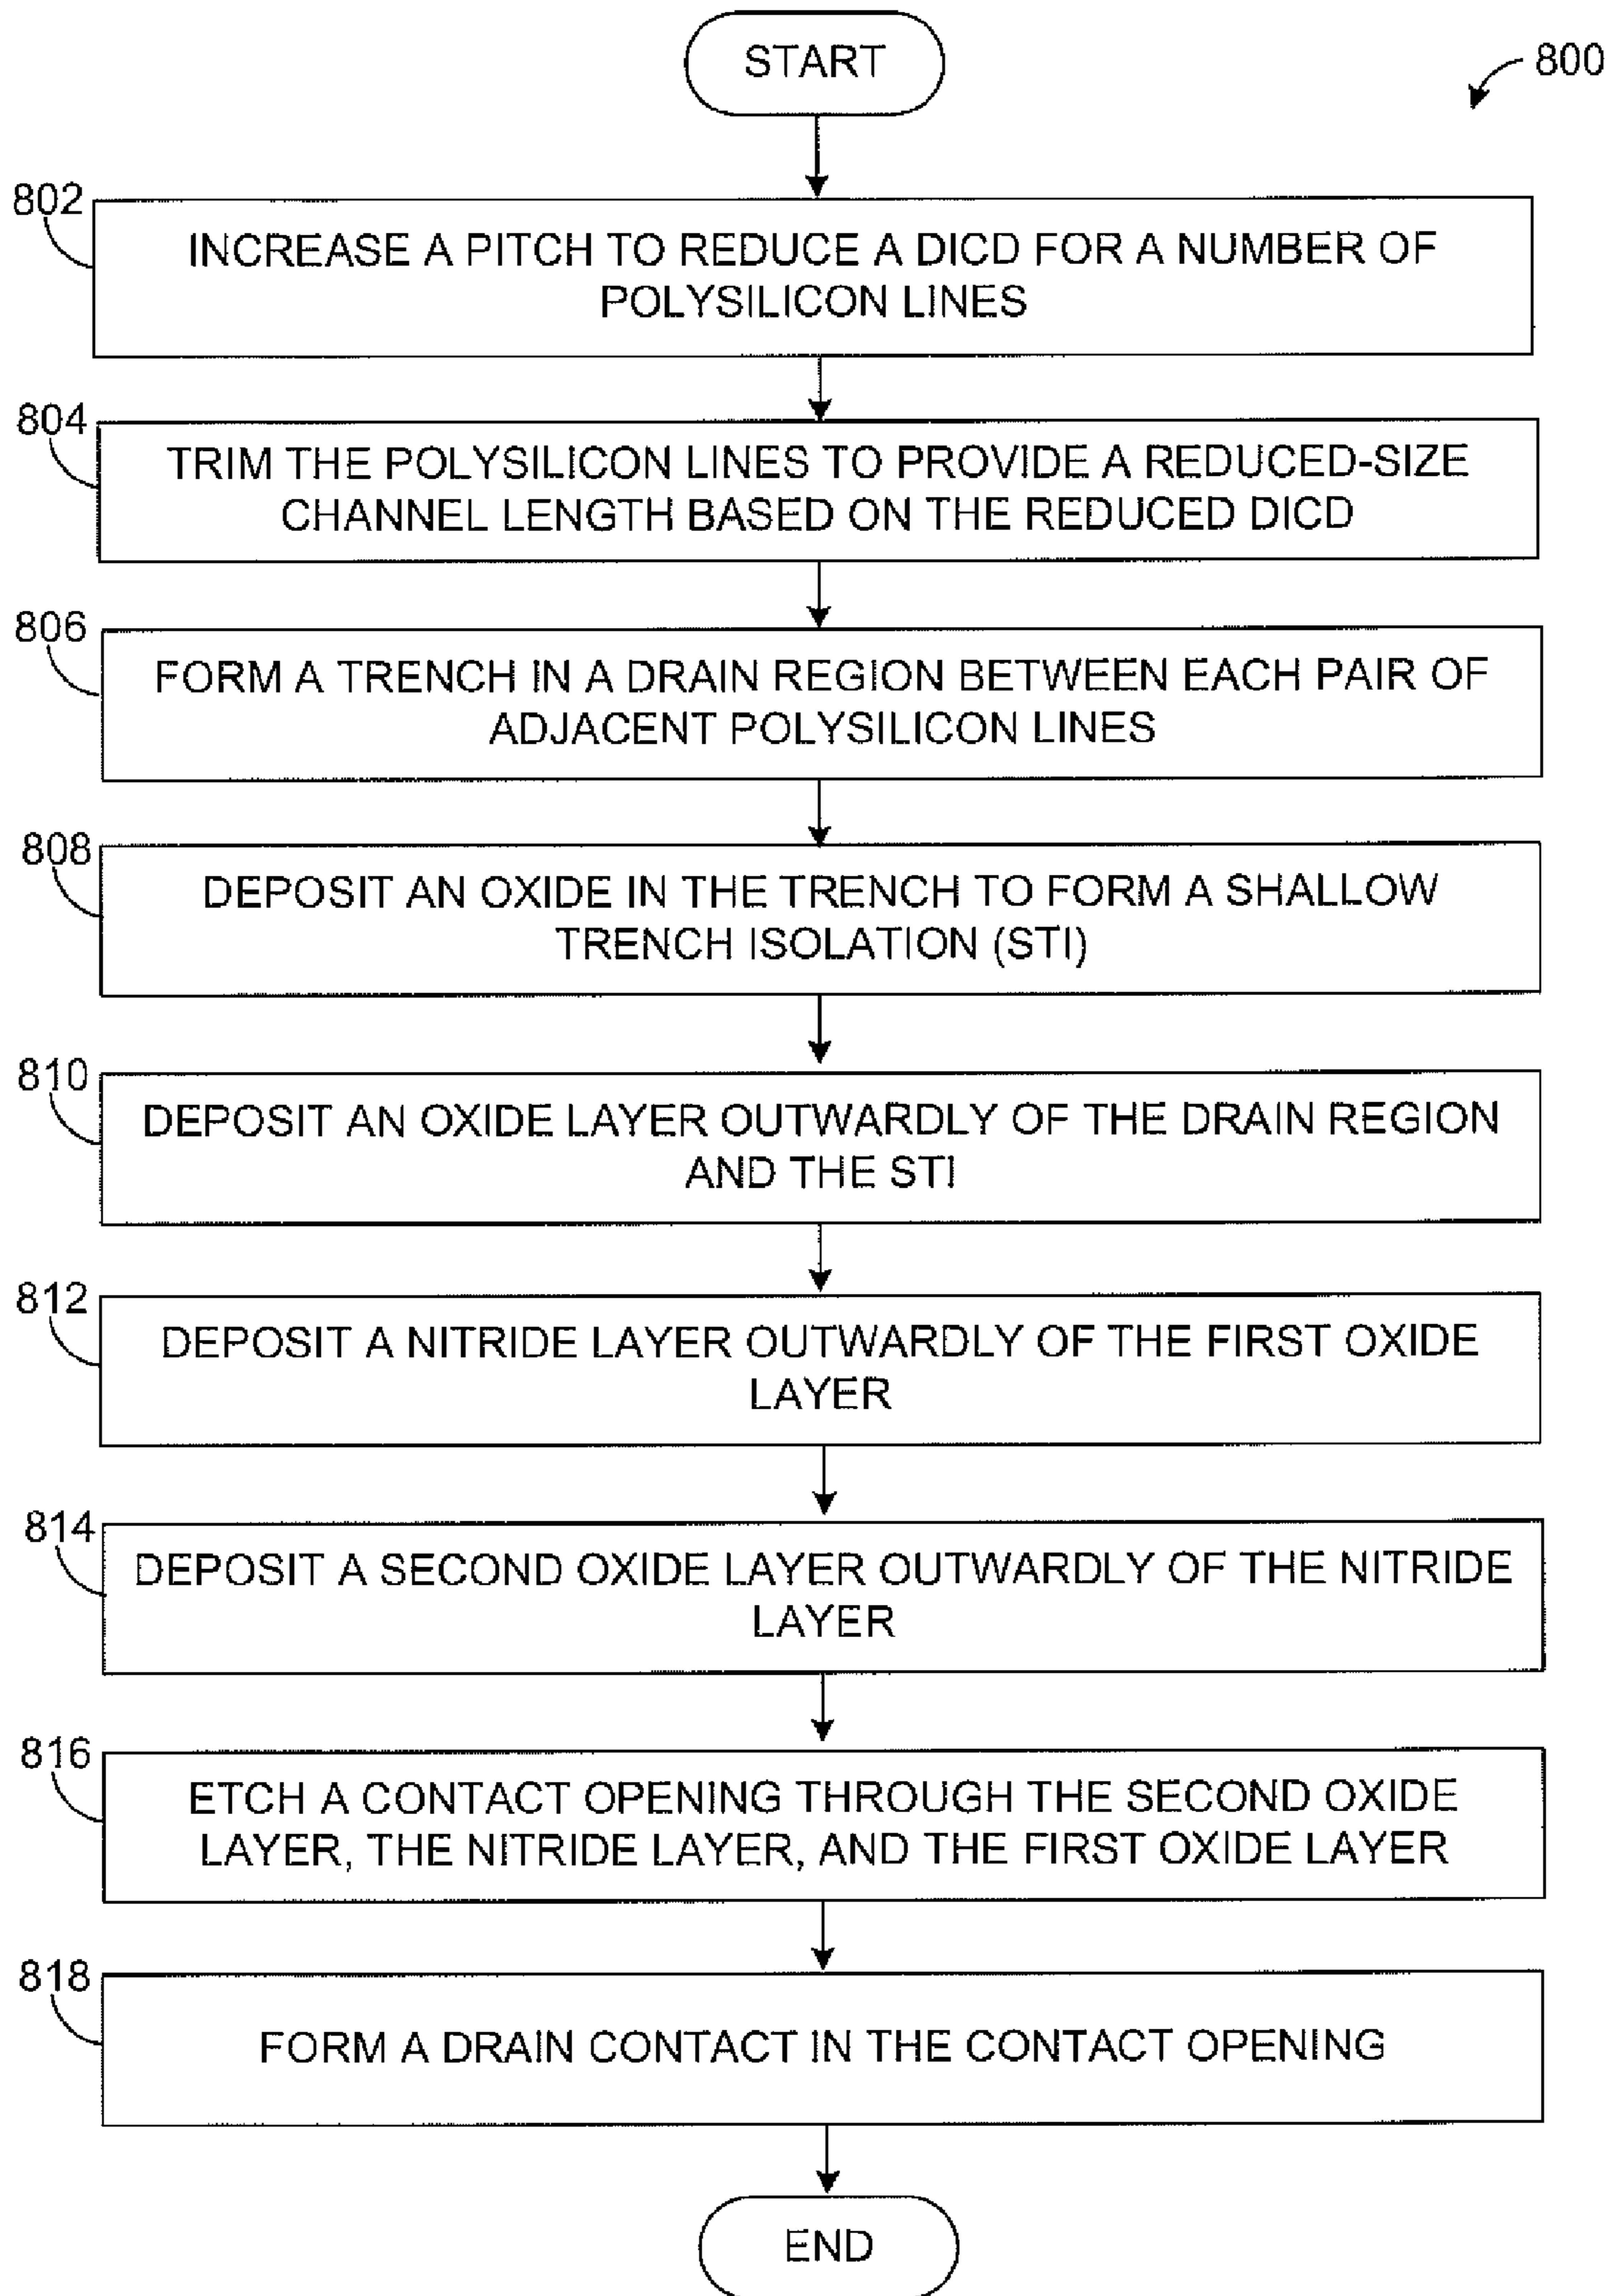 START
800
802
INCREASE A PITCH TO REDUCE A DICD FOR A NUMBER OF
POLYSILICON LINES
804
TRIM THE POLYSILICON LINES TO PROVIDE A REDUCED-SIZE
CHANNEL LENGTH BASED ON THE REDUCED DICD
806
FORM A TRENCH IN A DRAIN REGION BETWEEN EACH PAIR OF
ADJACENT POLYSILICON LINES
808
DEPOSIT AN OXIDE IN THE TRENCH TO FORM A SHALLOW
TRENCH ISOLATION (STI)
810
DEPOSIT AN OXIDE LAYER OUTWARDLY OF THE DRAIN REGION
AND THE STI
812
DEPOSIT A NITRIDE LAYER OUTWARDLY OF THE FIRST OXIDE
LAYER
814
DEPOSIT A SECOND OXIDE LAYER OUTWARDLY OF THE NITRIDE
LAYER
816
ETCH A CONTACT OPENING THROUGH THE SECOND OXIDE
LAYER, THE NITRIDE LAYER, AND THE FIRST OXIDE LAYER
818
FORM A DRAIN CONTACT IN THE CONTACT OPENING
END